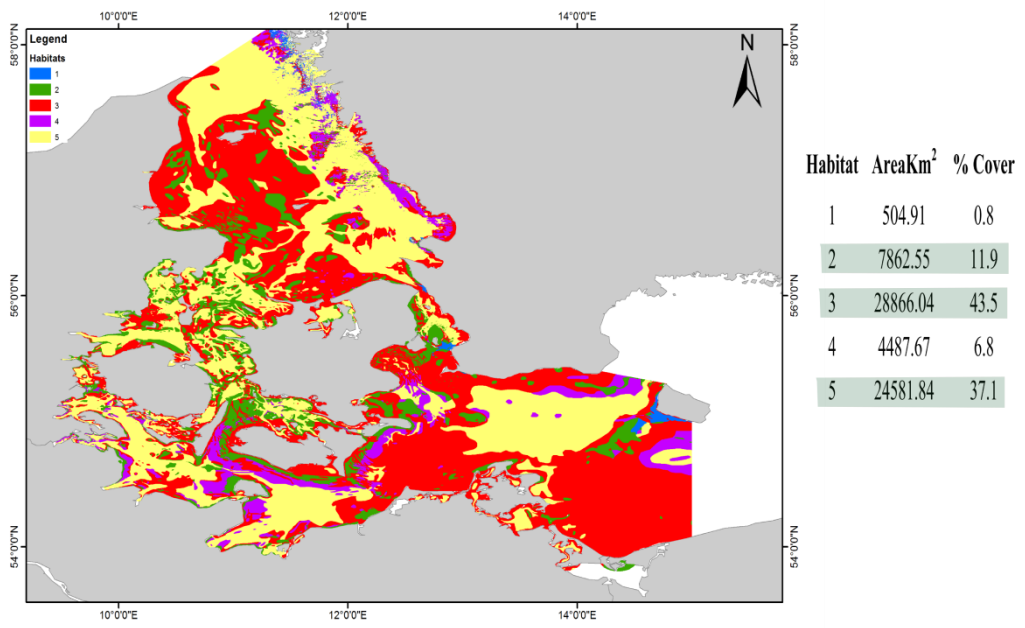 10°0'0"E 12°0'0"E 14°0'0"E
58°0'0"N 58°0'0"N
Legend
Habitats
1
2
3
4
5
N
56°0'0"N 56°0'0"N
54°0'0"N 54°0'0"N
10°0'0"E 12°0'0"E 14°0'0"E
Habitat AreaKm² % Cover
1 504.91 0.8
2 7862.55 11.9
3 28866.04 43.5
4 4487.67 6.8
5 24581.84 37.1